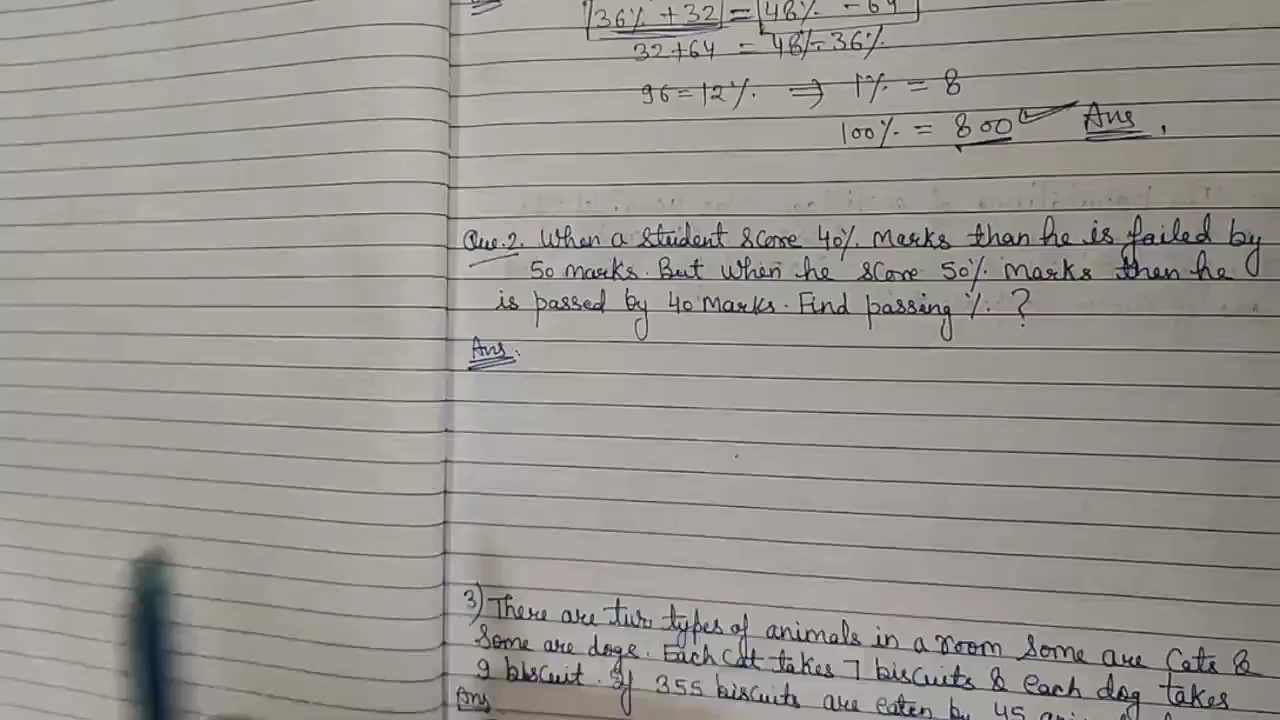 36% + 32 = 48% - 64
32+64 = 48%-36%
96 = 12% ⇒ 1% = 8
100% = 800 Ans,
Que.2. When a student score 40% Marks than he is failed by
50 marks. But when he score 50% marks then he
is passed by 40 marks. Find passing %. ?
Ans.
3) There are two types of animals in a room some are Cats &
Some are dogs. Each Cat takes 7 biscuits & each dog takes
9 biscuit. If 355 biscuits are eaten by 45
Ans